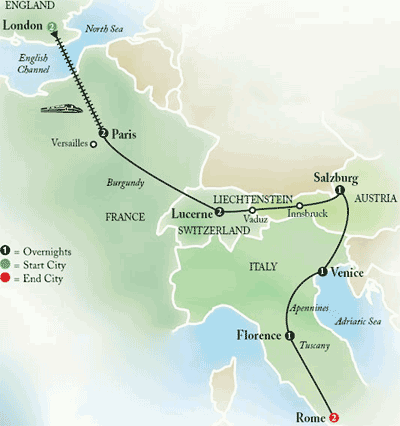 ENGLAND
London
2
North Sea
English
Channel
2
Paris
Versailles
Burgundy
Salzburg
1
LIECHTENSTEIN
AUSTRIA
Lucerne
2
Vaduz
Innsbruck
FRANCE
SWITZERLAND
1 = Overnights
= Start City
= End City
ITALY
1
Venice
Apennines
Adriatic Sea
Florence
1
Tuscany
Rome
2